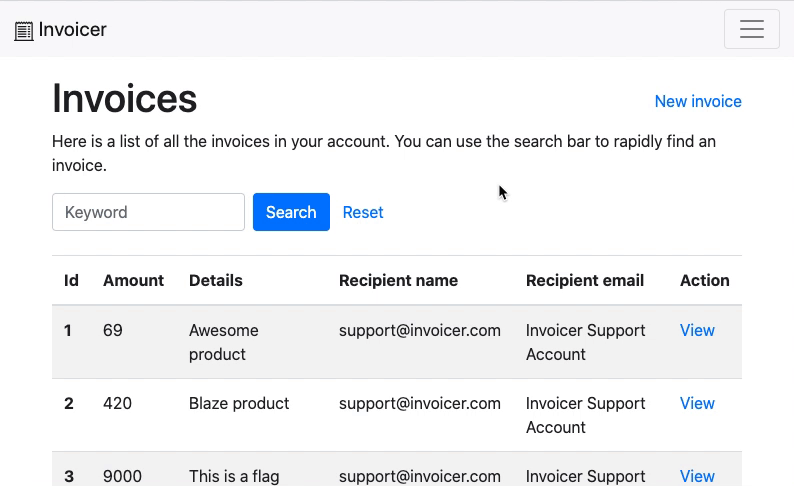 Invoicer
Invoices
New invoice
Here is a list of all the invoices in your account. You can use the search bar to rapidly find an
invoice.
Keyword
Search
Reset
Id Amount Details Recipient name Recipient email Action
1 69 Awesome support@invoicer.com Invoicer Support View
product Account
2 420 Blaze product support@invoicer.com Invoicer Support View
Account
3 9000 This is a flag support@invoicer.com Invoicer Support View